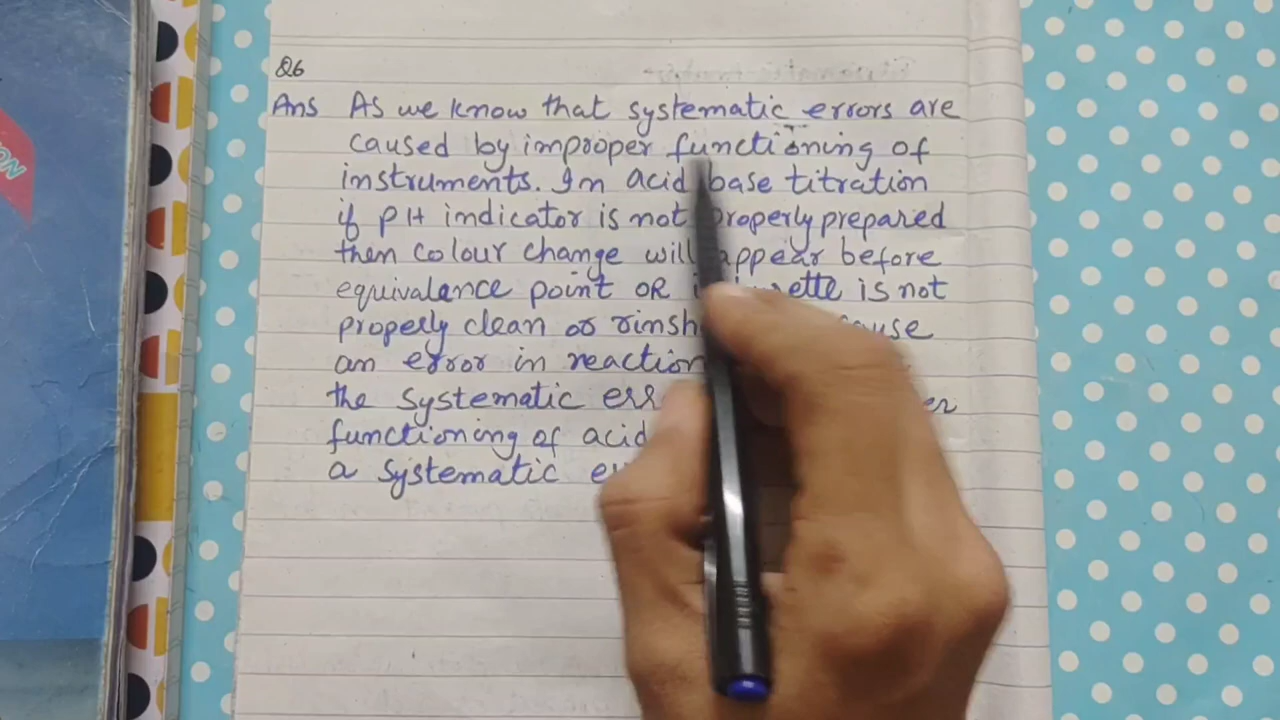 Q6
Ans As we know that systematic errors are
caused by improper functioning of
instruments. In acid base titration
if PH indicator is not properly prepared
then colour change will appear before
equivalence point OR is not
properly clean or
an error in reaction
the systematic
functioning of acid
a systematic
ON